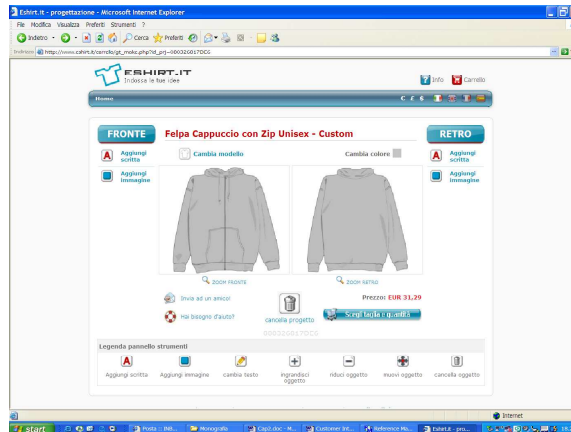 Eshirt.it - progettazione - Microsoft Internet Explorer
File Modifica Visualizza Preferiti Strumenti ?
Indietro Cerca Preferiti
Indirizzo
ESHIRT.IT
Indossa le tue idee
Info Carrello
Home € £ $
FRONTE
Felpa Cappuccio con Zip Unisex - Custom
RETRO
Aggiungi scritta
Cambia modello
Cambia colore
Aggiungi scritta
Aggiungi immagine
Aggiungi immagine
ZOOM FRONTE
ZOOM RETRO
Invia ad un amico!
Prezzo: EUR 31,29
Hai bisogno d'aiuto?
cancella progetto
Scegli taglia e quantità
Legenda pannello strumenti
Aggiungi scritta
Aggiungi immagine
cambia testo
ingrandisci oggetto
riduci oggetto
muovi oggetto
cancella oggetto
Internet
start
Monografia
Eshirt.it - pro...